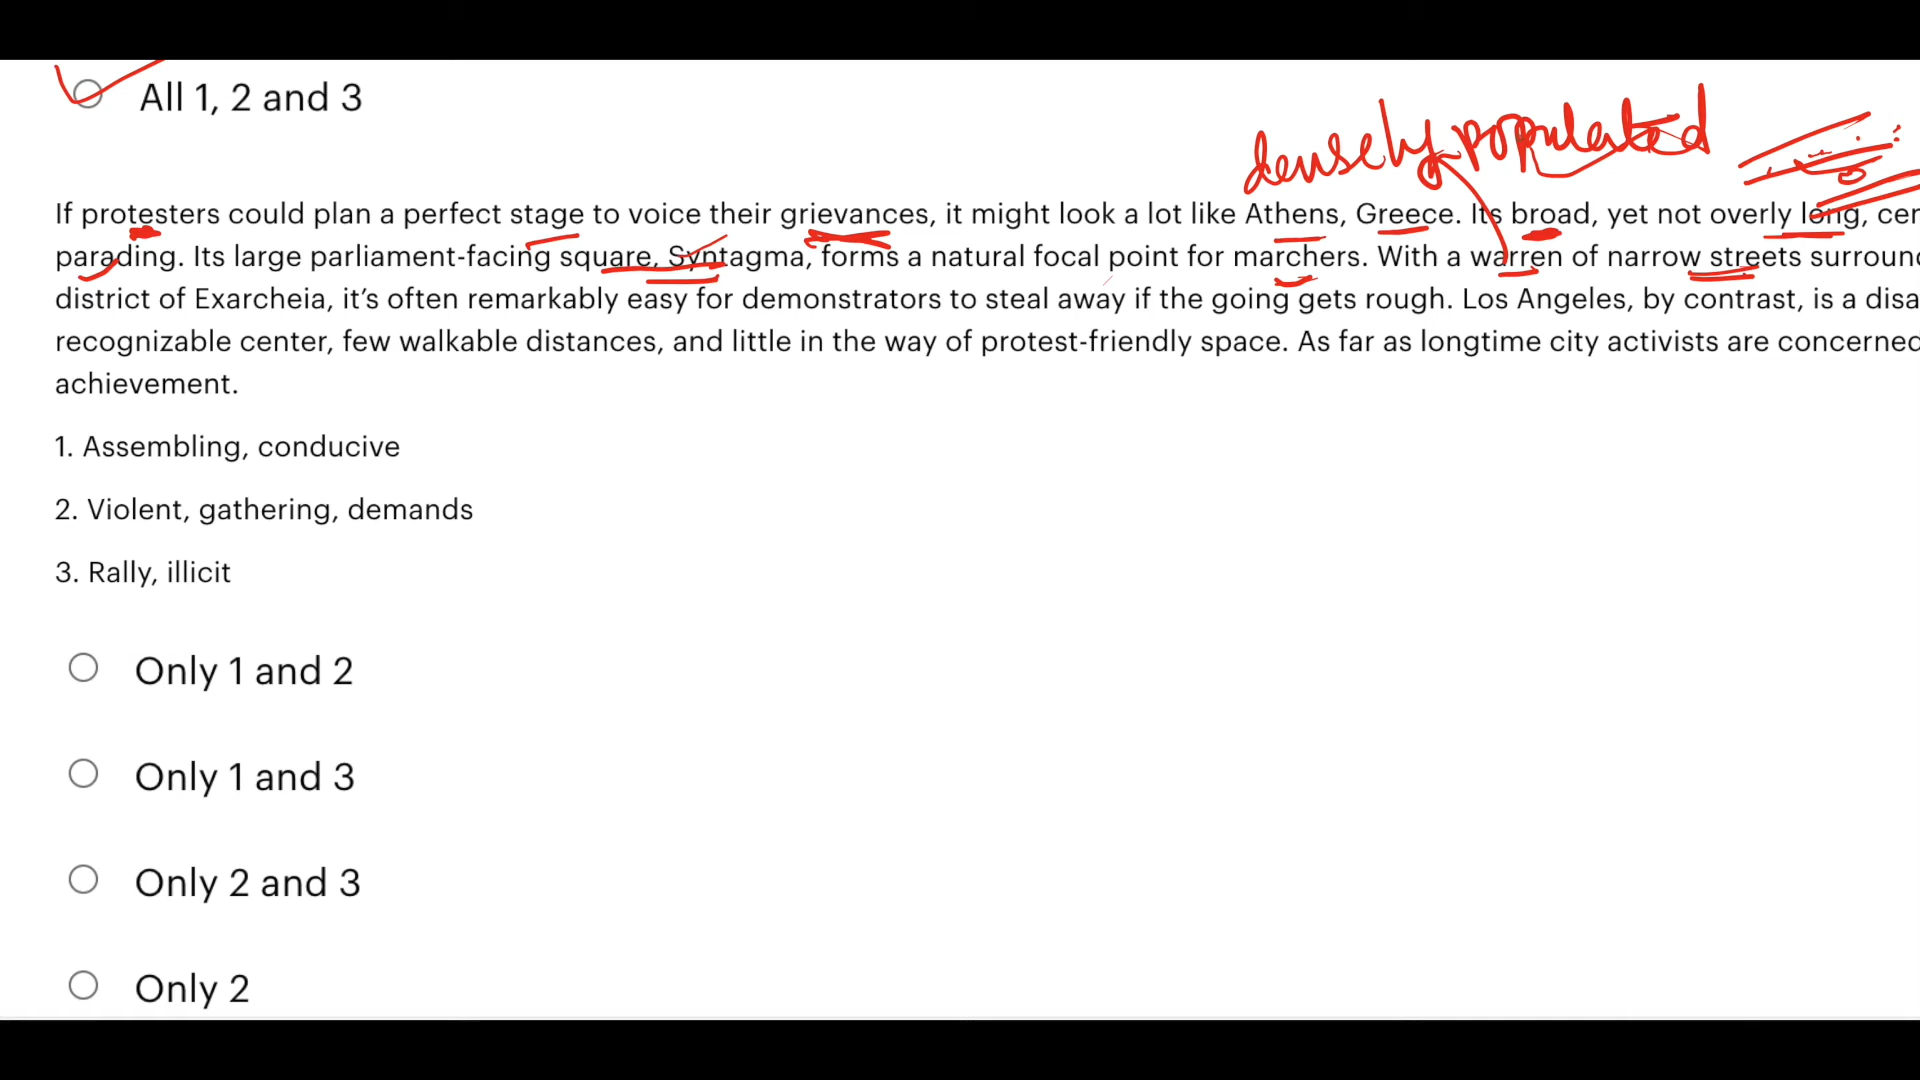 All 1, 2 and 3
densely populated
If protesters could plan a perfect stage to voice their grievances, it might look a lot like Athens, Greece. Its broad, yet not overly long, cer
parading. Its large parliament-facing square, Syntagma, forms a natural focal point for marchers. With a warren of narrow streets surroun
district of Exarcheia, it’s often remarkably easy for demonstrators to steal away if the going gets rough. Los Angeles, by contrast, is a disa
recognizable center, few walkable distances, and little in the way of protest-friendly space. As far as longtime city activists are concerned
achievement.
1. Assembling, conducive
2. Violent, gathering, demands
3. Rally, illicit
Only 1 and 2
Only 1 and 3
Only 2 and 3
Only 2